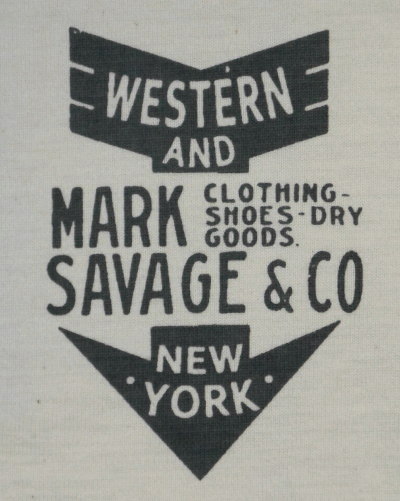 WESTERN
AND
MARK
CLOTHING-
SHOES-DRY
GOODS.
SAVAGE & CO
NEW
·YORK·